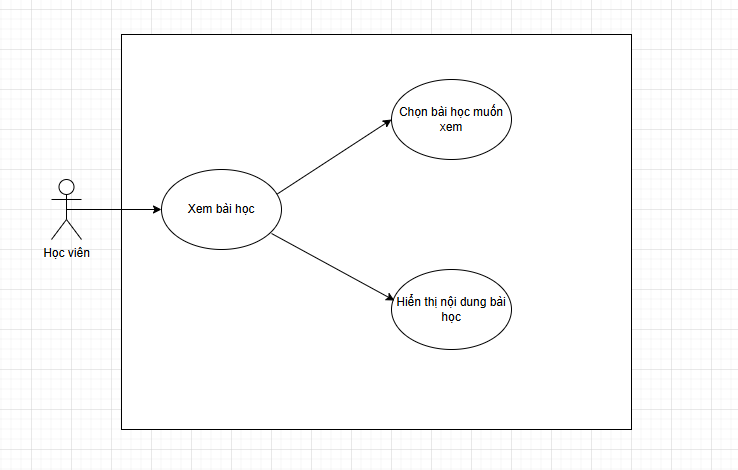 Chọn bài học muốn
xem
Xem bài học
Học viên
Hiển thị nội dung bài
học